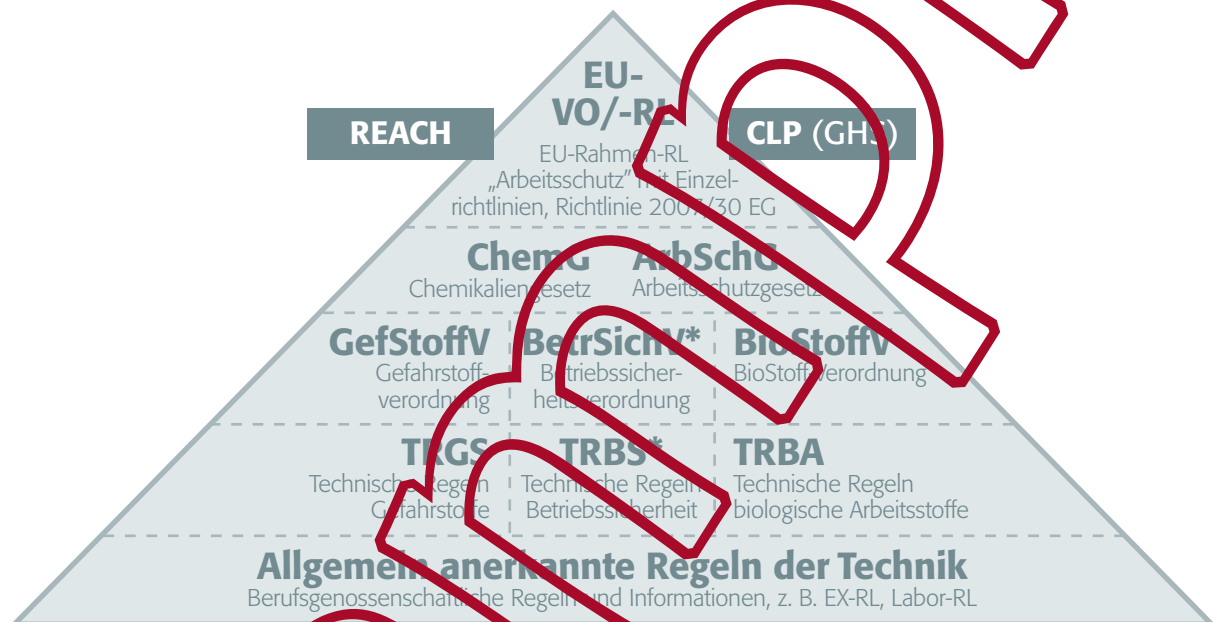 EU-
VO/-RL
REACH
CLP (GHS)
EU-Rahmen-RL
„Arbeitsschutz" mit Einzel-
richtlinien, Richtlinie 2007/30 EG
ChemG ArbSchG
Chemikaliengesetz Arbeitsschutzgesetz
GefStoffV BetrSichV* BioStoffV
Gefahrstoff- Betriebssicher- BioStoff-Verordnung
verordnung heitsverordnung
TRGS TRBS* TRBA
Technische Regeln Technische Regeln Technische Regeln
Gefahrstoffe Betriebssicherheit biologische Arbeitsstoffe
Allgemein anerkannte Regeln der Technik
Berufsgenossenschaftliche Regeln und Informationen, z. B. EX-RL, Labor-RL